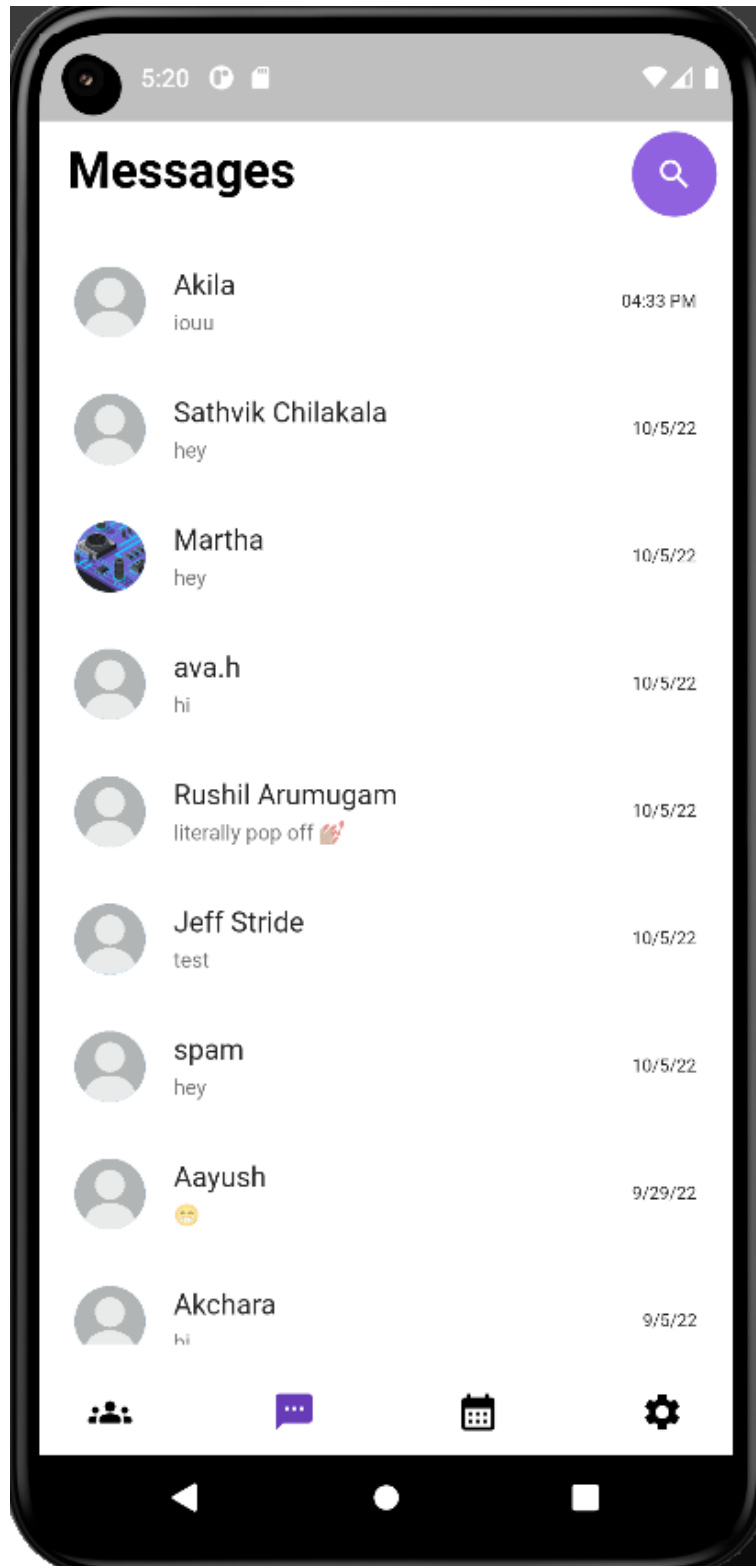 5:20
Messages
Akila
04:33 PM
iouu
Sathvik Chilakala
10/5/22
hey
Martha
10/5/22
hey
ava.h
10/5/22
hi
Rushil Arumugam
10/5/22
literally pop off 💅
Jeff Stride
10/5/22
test
spam
10/5/22
hey
Aayush
9/29/22
😁
Akchara
9/5/22
hi